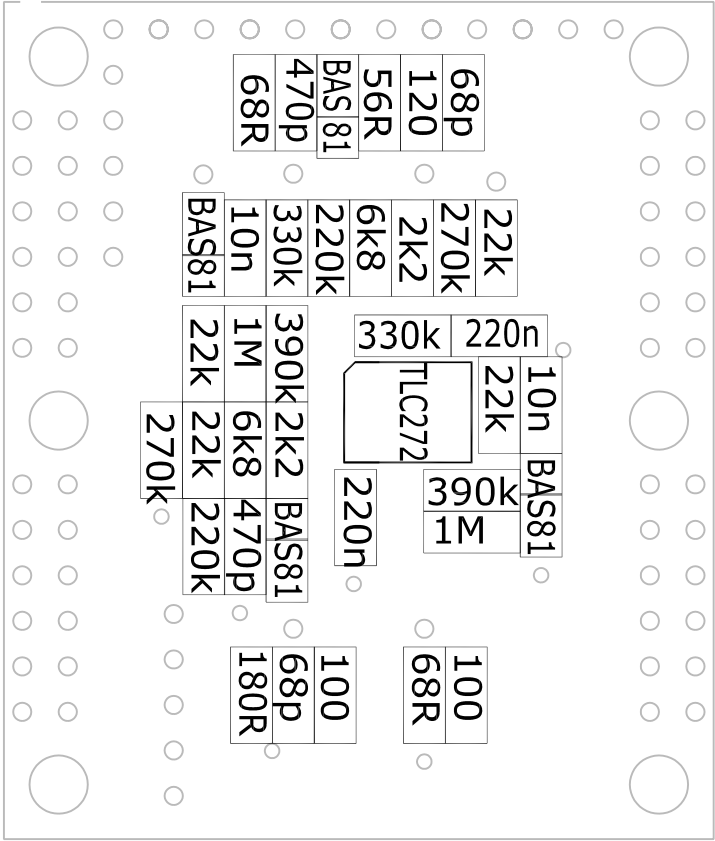 68R
470p
BAS 81
56R
120
68p
BAS81
10n
330k
220k
6k8
2k2
270k
22k
22k
1M
390k
330k
220n
TLC272
22k
10n
270k
22k
6k8
2k2
220n
390k
1M
BAS81
220k
470p
BAS81
180R
68p
100
68R
100